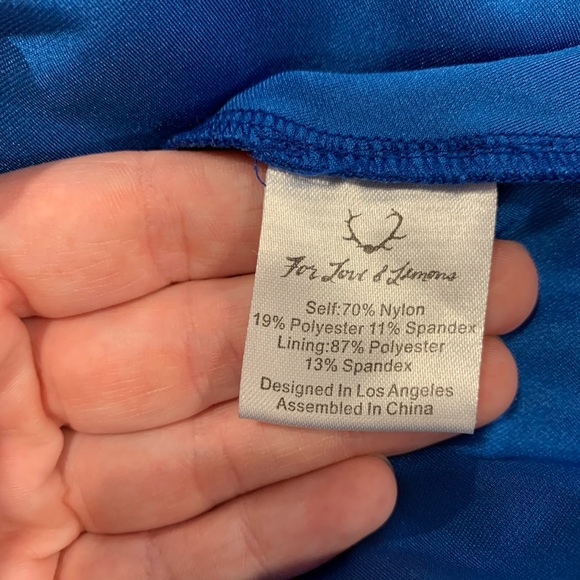 For Love & Lemons
Self:70% Nylon
19% Polyester 11% Spandex
Lining:87% Polyester
13% Spandex
Designed In Los Angeles
Assembled In China